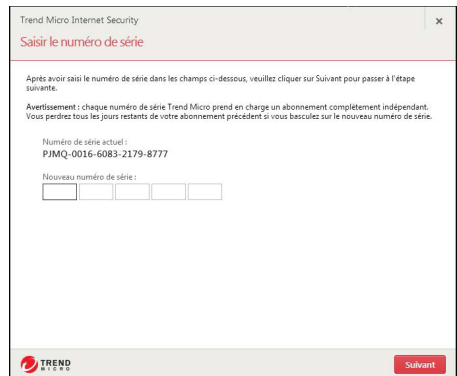 Trend Micro Internet Security
Saisir le numéro de série
Après avoir saisi le numéro de série dans les champs ci-dessous, veuillez cliquer sur Suivant pour passer à l'étape
suivante.
Avertissement : chaque numéro de série Trend Micro prend en charge un abonnement complètement indépendant.
Vous perdrez tous les jours restants de votre abonnement précédent si vous basculez sur le nouveau numéro de série.
Numéro de série actuel :
PJMQ-0016-6083-2179-8777
Nouveau numéro de série :
TREND
MICRO
Suivant